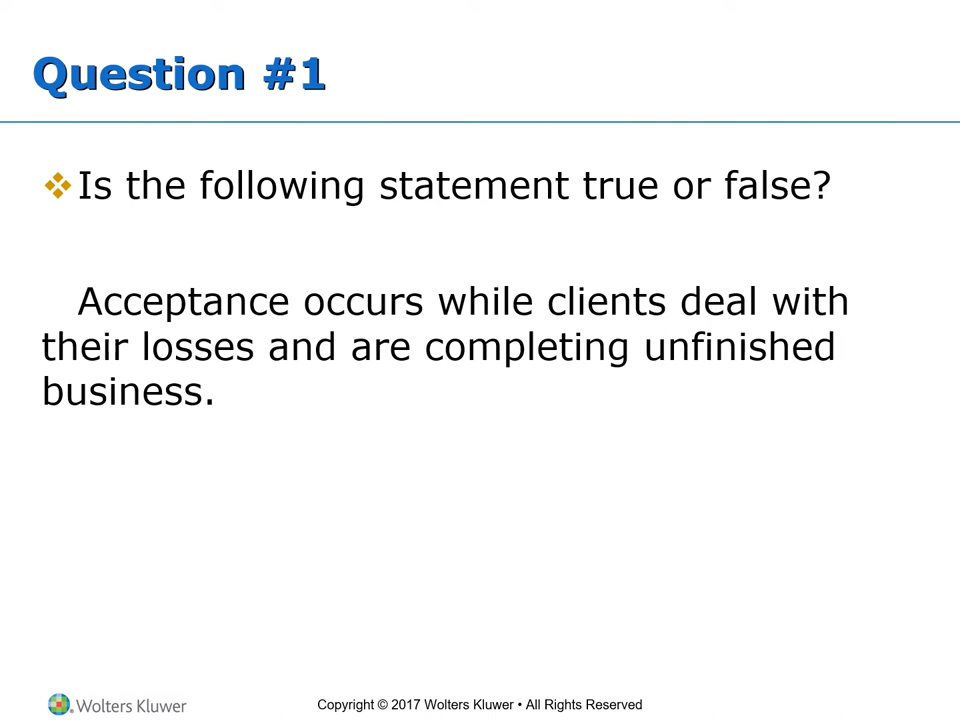 Question #1
Is the following statement true or false?
Acceptance occurs while clients deal with
their losses and are completing unfinished
business.
Wolters Kluwer
Copyright © 2017 Wolters Kluwer • All Rights Reserved